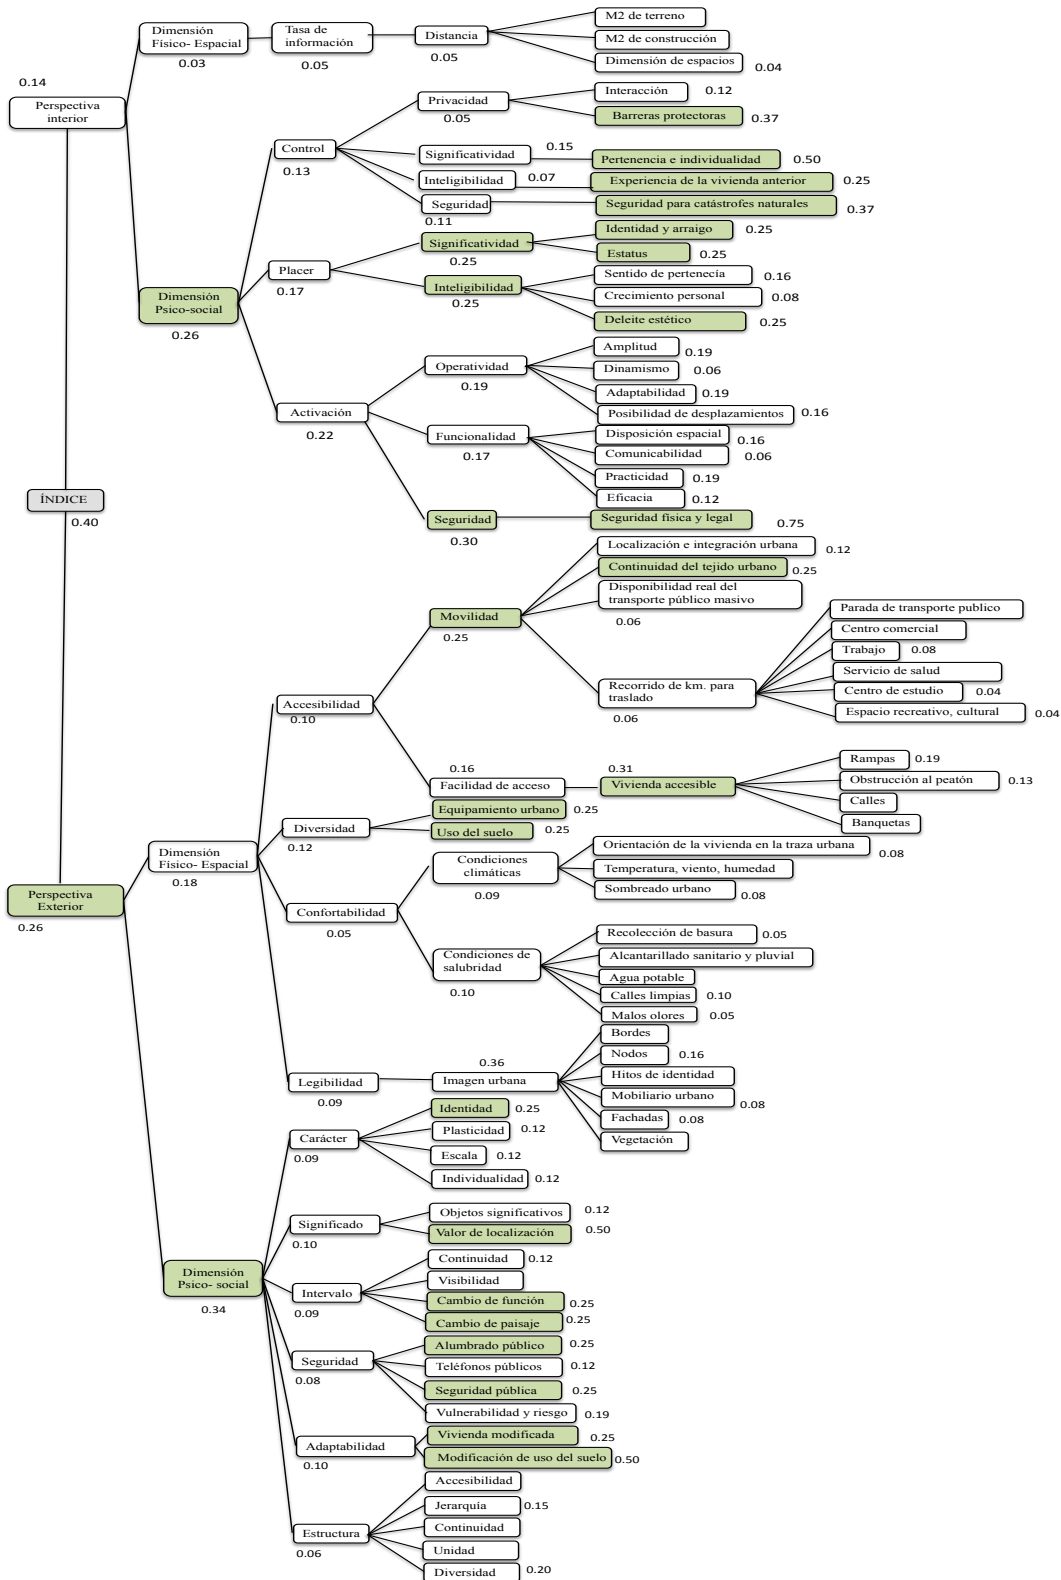 M2 de terreno
Dimensión
Físico- Espacial
Tasa de
información
Distancia
M2 de construcción
0.03
0.05
0.05
Dimensión de espacios
0.04
0.14
Perspectiva
interior
Privacidad
0.05
Interacción
0.12
Barreras protectoras
0.37
Control
0.13
Significatividad
0.15
Pertenencia e individualidad
0.50
Inteligibilidad
0.07
Experiencia de la vivienda anterior
0.25
Seguridad
0.11
Seguridad para catástrofes naturales
0.37
Significatividad
0.25
Identidad y arraigo
0.25
Estatus
0.25
Placer
0.17
Inteligibilidad
0.25
Sentido de pertenecía
0.16
Crecimiento personal
0.08
Deleite estético
0.25
Dimensión
Psico-social
0.26
Operatividad
0.19
Amplitud
0.19
Dinamismo
0.06
Adaptabilidad
0.19
Posibilidad de desplazamientos
0.16
Activación
0.22
Funcionalidad
0.17
Disposición espacial
0.16
Comunicabilidad
0.06
Practicidad
0.19
Eficacia
0.12
Seguridad
0.30
Seguridad física y legal
0.75
ÍNDICE
0.40
Localización e integración urbana
0.12
Continuidad del tejido urbano
0.25
Disponibilidad real del
transporte público masivo
0.06
Movilidad
0.25
Parada de transporte publico
Centro comercial
Trabajo
0.08
Servicio de salud
Centro de estudio
0.04
Espacio recreativo, cultural
0.04
Recorrido de km. para
traslado
0.06
Accesibilidad
0.10
0.16
Facilidad de acceso
0.31
Vivienda accesible
Rampas
0.19
Obstrucción al peatón
0.13
Calles
Banquetas
Diversidad
0.12
Equipamiento urbano
0.25
Uso del suelo
0.25
Dimensión
Físico- Espacial
0.18
Condiciones
climáticas
0.09
Orientación de la vivienda en la traza urbana
0.08
Temperatura, viento, humedad
Sombreado urbano
0.08
Perspectiva
Exterior
0.26
Confortabilidad
0.05
Condiciones de
salubridad
0.10
Recolección de basura
0.05
Alcantarillado sanitario y pluvial
Agua potable
Calles limpias
0.10
Malos olores
0.05
Legibilidad
0.09
0.36
Imagen urbana
Bordes
Nodos
0.16
Hitos de identidad
Mobiliario urbano
0.08
Fachadas
0.08
Vegetación
Carácter
0.09
Identidad
0.25
Plasticidad
0.12
Escala
0.12
Individualidad
0.12
Significado
0.10
Objetos significativos
0.12
Valor de localización
0.50
Dimensión
Psico- social
0.34
Intervalo
0.09
Continuidad
0.12
Visibilidad
Cambio de función
0.25
Cambio de paisaje
0.25
Seguridad
0.08
Alumbrado público
0.25
Teléfonos públicos
0.12
Seguridad pública
0.25
Vulnerabilidad y riesgo
0.19
Adaptabilidad
0.10
Vivienda modificada
0.25
Modificación de uso del suelo
0.50
Estructura
0.06
Accesibilidad
Jerarquía
0.15
Continuidad
Unidad
Diversidad
0.20